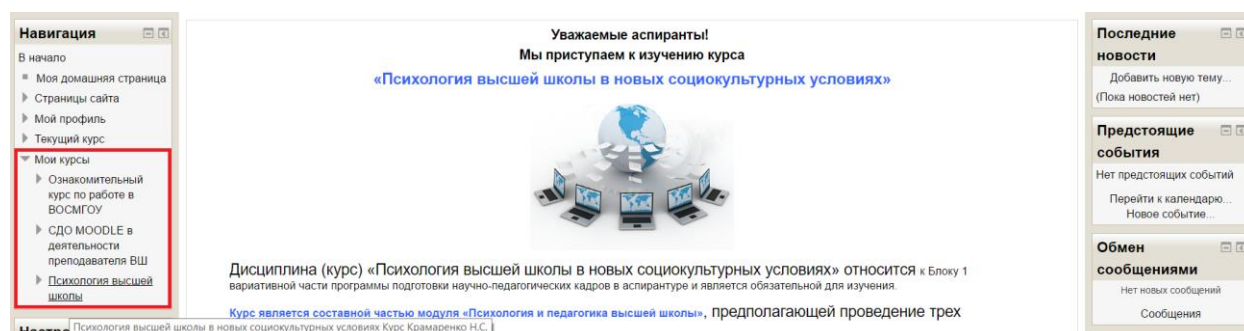 Навигация
В начало
Моя домашняя страница
Страницы сайта
Мой профиль
Текущий курс
Мои курсы
Ознакомительный
курс по работе в
ВОСМГОУ
СДО MOODLE в
деятельности
преподавателя ВШ
Психология высшей
школы
Психология высшей школы в новых социокультурных условиях Курс Крамаренко Н.С.
Уважаемые аспиранты!
Мы приступаем к изучению курса
«Психология высшей школы в новых социокультурных условиях»
Дисциплина (курс) «Психология высшей школы в новых социокультурных условиях» относится к Блоку 1
вариативной части программы подготовки научно-педагогических кадров в аспирантуре и является обязательной для изучения.
Курс является составной частью модуля «Психология и педагогика высшей школы», предполагающей проведение трех
Последние
новости
Добавить новую тему...
(Пока новостей нет)
Предстоящие
события
Нет предстоящих событий
Перейти к календарю...
Новое событие...
Обмен
сообщениями
Нет новых сообщений
Сообщения